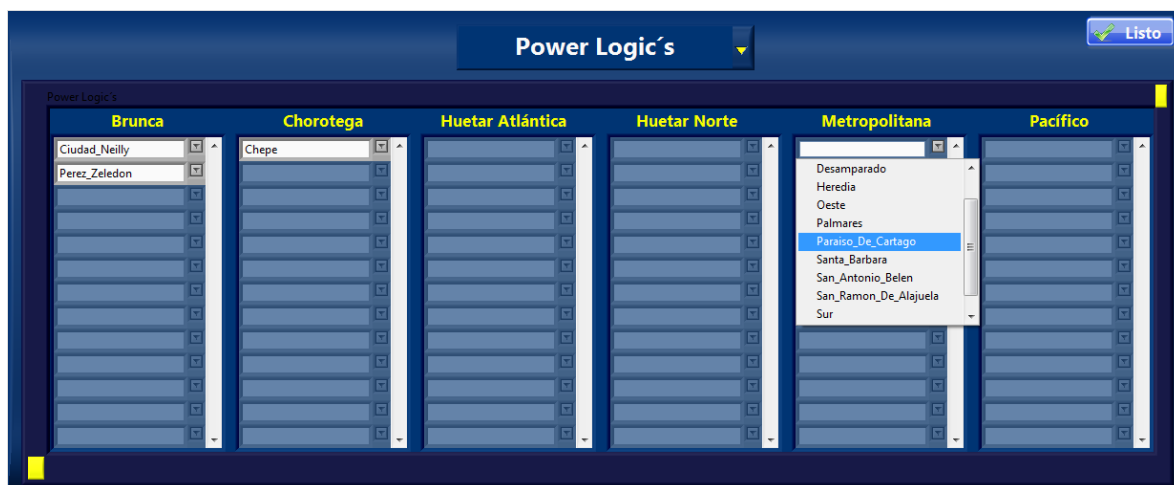 Power Logic´s
Listo
Power Logic's
Brunca
Chorotega
Huetar Atlántica
Huetar Norte
Metropolitana
Pacífico
Ciudad_Neilly
Chepe
Perez_Zeledon
Desamparado
Heredia
Oeste
Palmares
Paraiso_De_Cartago
Santa_Barbara
San_Antonio_Belen
San_Ramon_De_Alajuela
Sur